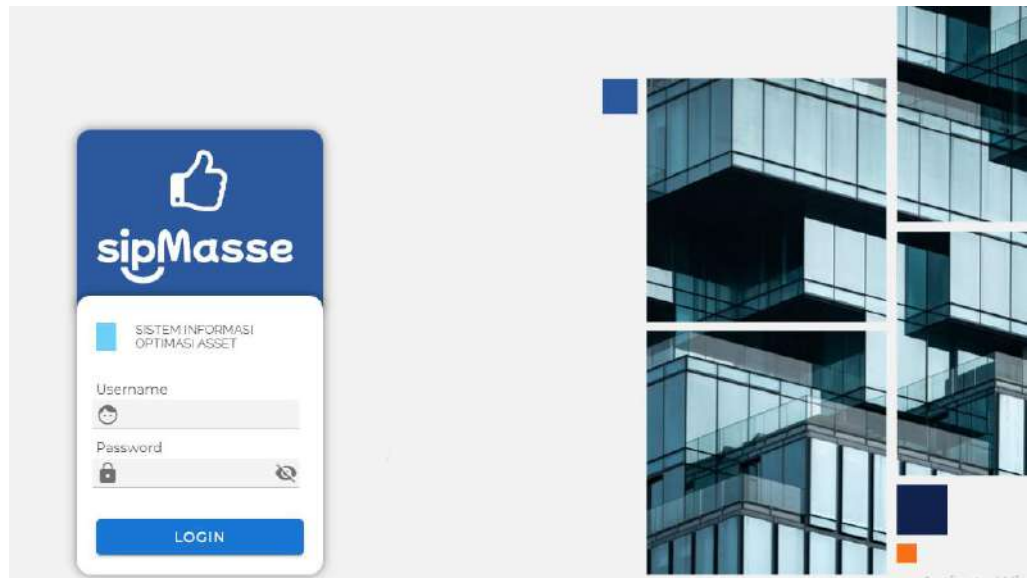 sipMasse
SISTEM INFORMASI
OPTIMASI ASSET
Username
Password
LOGIN